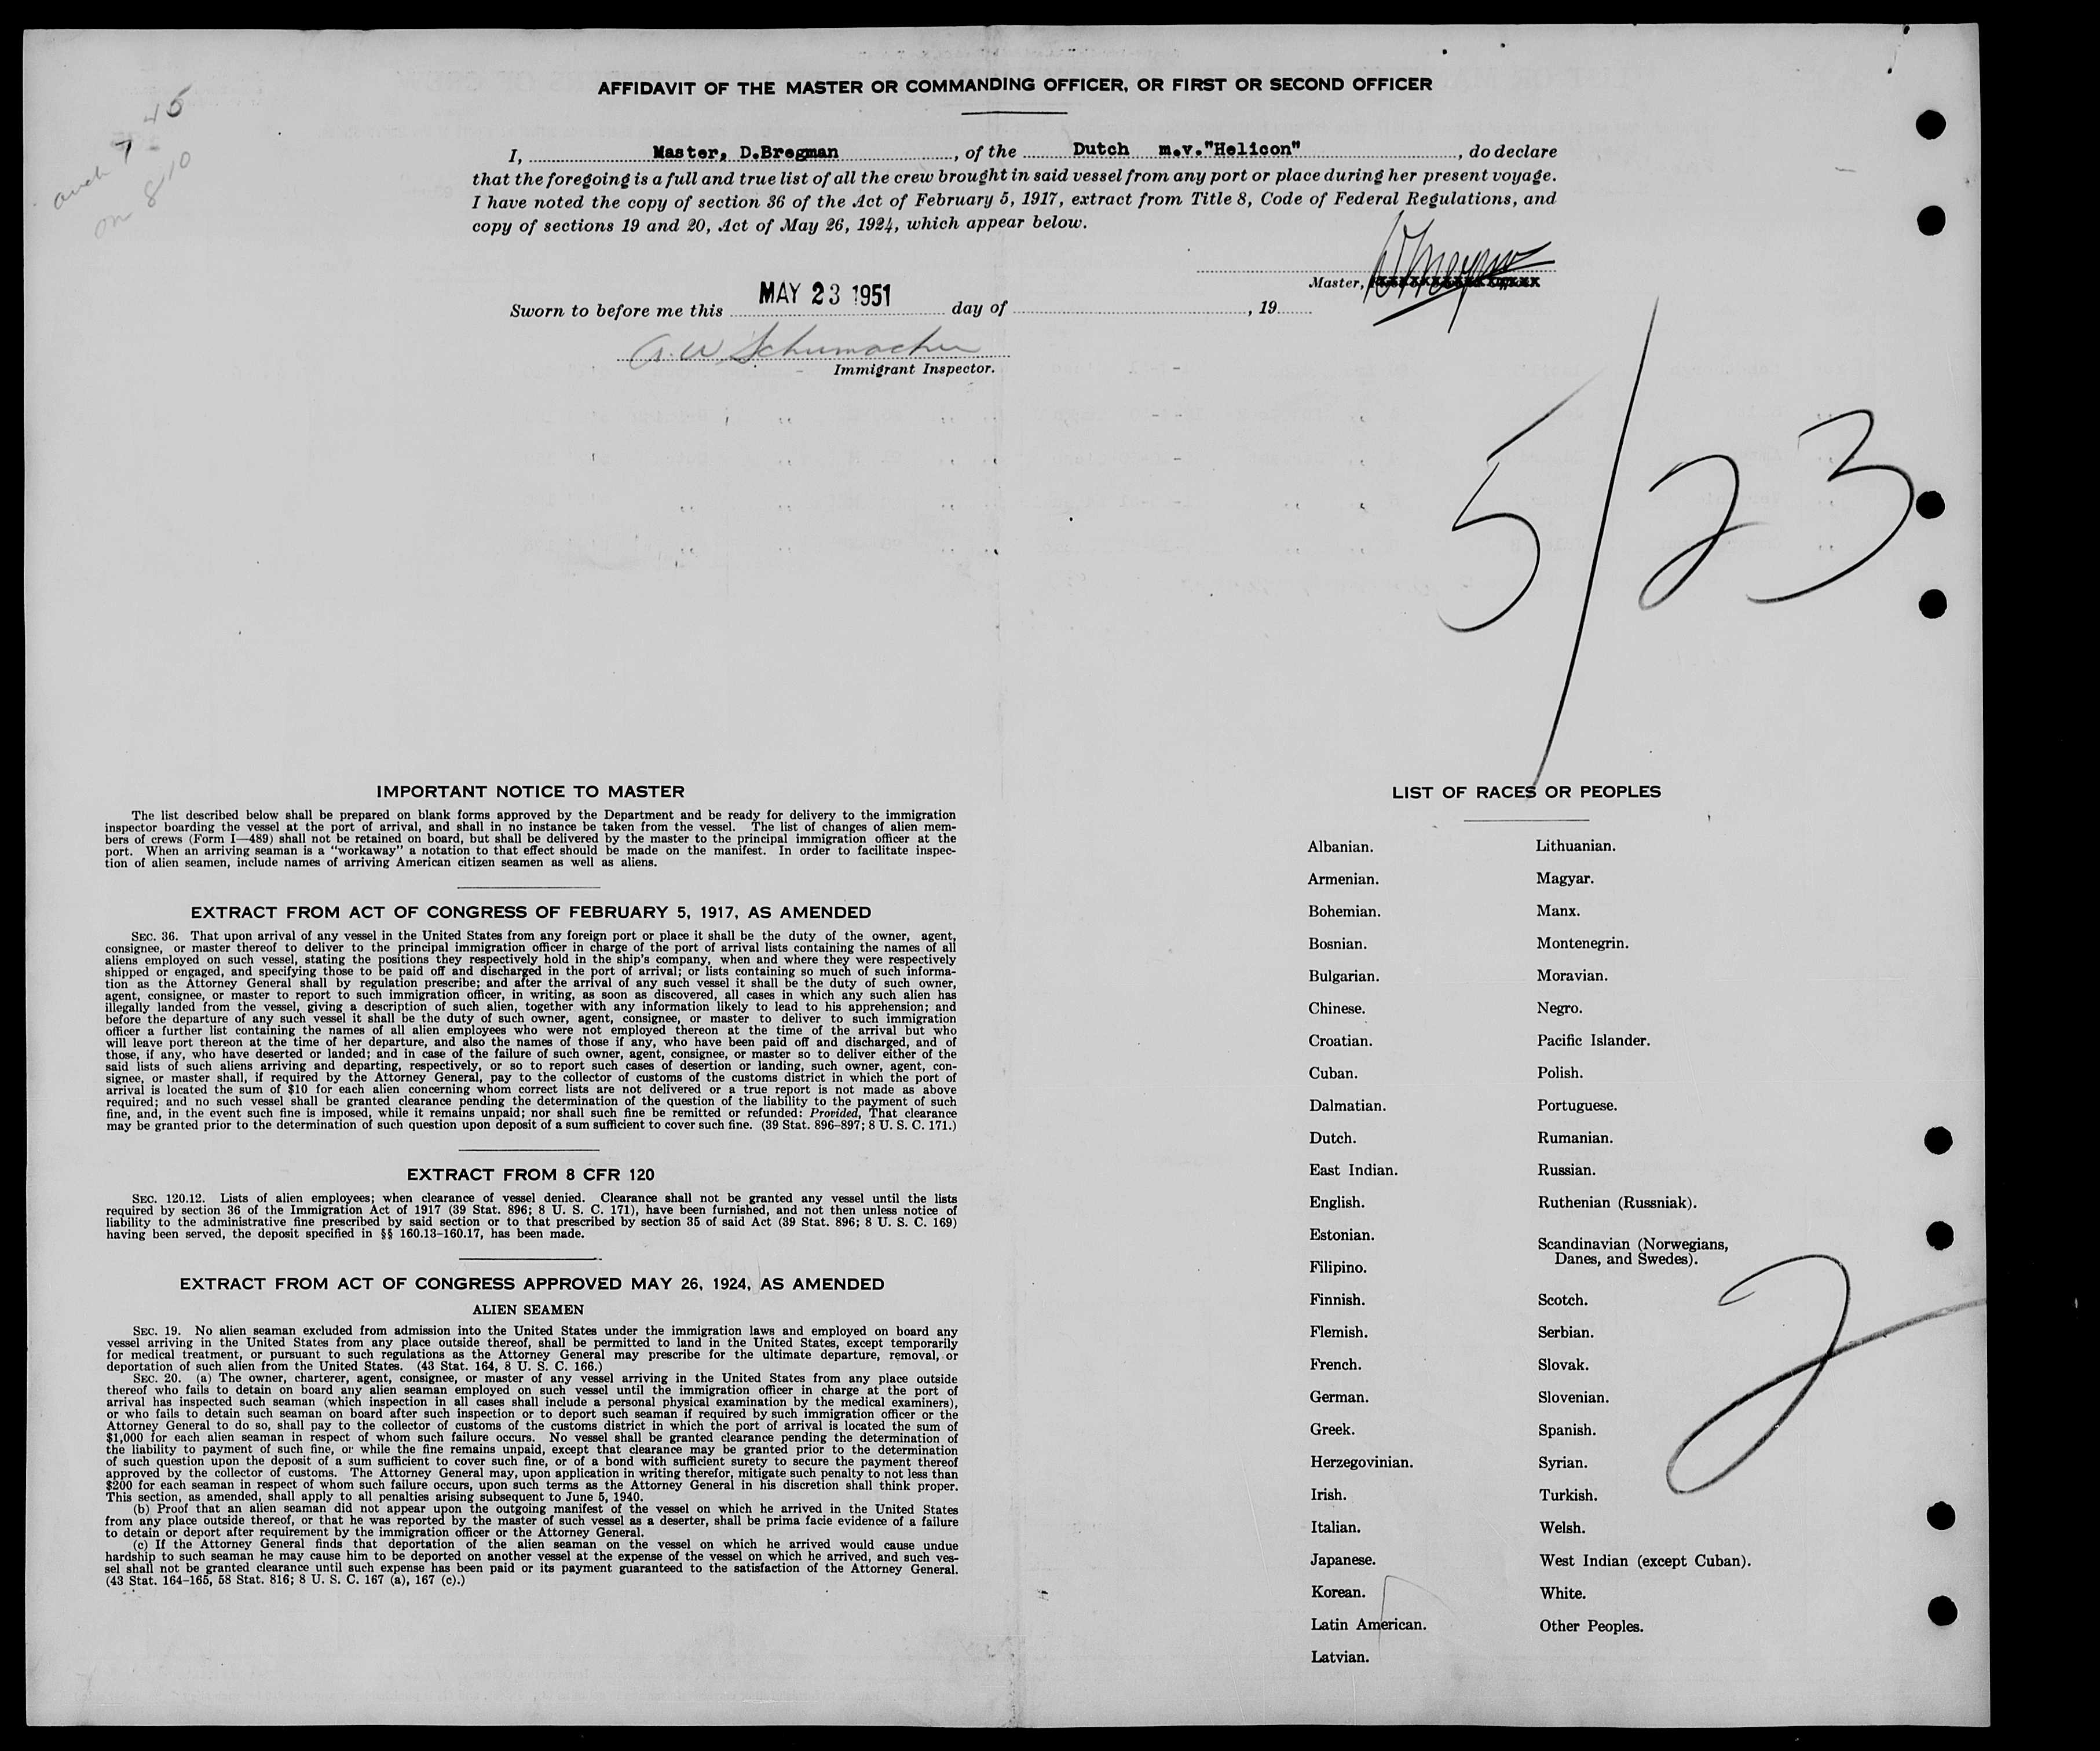 AFFIDAVIT OF THE MASTER OR COMMANDING OFFICER, OR FIRST OR SECOND OFFICER
45
7
on 8 10
I, Master, D.Bregman, of the Dutch m.v."Helicon", do declare
that the foregoing is a full and true list of all the crew brought in said vessel from any port or place during her present voyage.
I have noted the copy of section 36 of the Act of February 5, 1917, extract from Title 8, Code of Federal Regulations, and
copy of sections 19 and 20, Act of May 26, 1924, which appear below.
Master,
Sworn to before me this MAY 23 1951 day of , 19
A. W. Schumacher
Immigrant Inspector.
5/23
IMPORTANT NOTICE TO MASTER
The list described below shall be prepared on blank forms approved by the Department and be ready for delivery to the immigration
inspector boarding the vessel at the port of arrival, and shall in no instance be taken from the vessel. The list of changes of alien mem-
bers of crews (Form I—489) shall not be retained on board, but shall be delivered by the master to the principal immigration officer at the
port. When an arriving seaman is a "workaway" a notation to that effect should be made on the manifest. In order to facilitate inspec-
tion of alien seamen, include names of arriving American citizen seamen as well as aliens.
EXTRACT FROM ACT OF CONGRESS OF FEBRUARY 5, 1917, AS AMENDED
SEC. 36. That upon arrival of any vessel in the United States from any foreign port or place it shall be the duty of the owner, agent,
consignee, or master thereof to deliver to the principal immigration officer in charge of the port of arrival lists containing the names of all
aliens employed on such vessel, stating the positions they respectively hold in the ship's company, when and where they were respectively
shipped or engaged, and specifying those to be paid off and discharged in the port of arrival; or lists containing so much of such informa-
tion as the Attorney General shall by regulation prescribe; and after the arrival of any such vessel it shall be the duty of such owner,
agent, consignee, or master to report to such immigration officer, in writing, as soon as discovered, all cases in which any such alien has
illegally landed from the vessel, giving a description of such alien, together with any information likely to lead to his apprehension; and
before the departure of any such vessel it shall be the duty of such owner, agent, consignee, or master to deliver to such immigration
officer a further list containing the names of all alien employees who were not employed thereon at the time of the arrival but who
will leave port thereon at the time of her departure, and also the names of those if any, who have been paid off and discharged, and of
those, if any, who have deserted or landed; and in case of the failure of such owner, agent, consignee, or master so to deliver either of the
said lists of such aliens arriving and departing, respectively, or so to report such cases of desertion or landing, such owner, agent, con-
signee, or master shall, if required by the Attorney General, pay to the collector of customs of the customs district in which the port of
arrival is located the sum of $10 for each alien concerning whom correct lists are not delivered or a true report is not made as above
required; and no such vessel shall be granted clearance pending the determination of the question of the liability to the payment of such
fine, and, in the event such fine is imposed, while it remains unpaid; nor shall such fine be remitted or refunded: Provided, That clearance
may be granted prior to the determination of such question upon deposit of a sum sufficient to cover such fine. (39 Stat. 896–897; 8 U. S. C. 171.)
EXTRACT FROM 8 CFR 120
SEC. 120.12. Lists of alien employees; when clearance of vessel denied. Clearance shall not be granted any vessel until the lists
required by section 36 of the Immigration Act of 1917 (39 Stat. 896; 8 U. S. C. 171), have been furnished, and not then unless notice of
liability to the administrative fine prescribed by said section or to that prescribed by section 35 of said Act (39 Stat. 896; 8 U. S. C. 169)
having been served, the deposit specified in §§ 160.13–160.17, has been made.
EXTRACT FROM ACT OF CONGRESS APPROVED MAY 26, 1924, AS AMENDED
ALIEN SEAMEN
SEC. 19. No alien seaman excluded from admission into the United States under the immigration laws and employed on board any
vessel arriving in the United States from any place outside thereof, shall be permitted to land in the United States, except temporarily
for medical treatment, or pursuant to such regulations as the Attorney General may prescribe for the ultimate departure, removal, or
deportation of such alien from the United States. (43 Stat. 164, 8 U. S. C. 166.)
SEC. 20. (a) The owner, charterer, agent, consignee, or master of any vessel arriving in the United States from any place outside
thereof who fails to detain on board any alien seaman employed on such vessel until the immigration officer in charge at the port of
arrival has inspected such seaman (which inspection in all cases shall include a personal physical examination by the medical examiners),
or who fails to detain such seaman on board after such inspection or to deport such seaman if required by such immigration officer or the
Attorney General to do so, shall pay to the collector of customs of the customs district in which the port of arrival is located the sum of
$1,000 for each alien seaman in respect of whom such failure occurs. No vessel shall be granted clearance pending the determination of
the liability to payment of such fine, or while the fine remains unpaid, except that clearance may be granted prior to the determination
of such question upon the deposit of a sum sufficient to cover such fine, or of a bond with sufficient surety to secure the payment thereof
approved by the collector of customs. The Attorney General may, upon application in writing therefor, mitigate such penalty to not less than
$200 for each seaman in respect of whom such failure occurs, upon such terms as the Attorney General in his discretion shall think proper.
This section, as amended, shall apply to all penalties arising subsequent to June 5, 1940.
(b) Proof that an alien seaman did not appear upon the outgoing manifest of the vessel on which he arrived in the United States
from any place outside thereof, or that he was reported by the master of such vessel as a deserter, shall be prima facie evidence of a failure
to detain or deport after requirement by the immigration officer or the Attorney General.
(c) If the Attorney General finds that deportation of the alien seaman on the vessel on which he arrived would cause undue
hardship to such seaman he may cause him to be deported on another vessel at the expense of the vessel on which he arrived, and such ves-
sel shall not be granted clearance until such expense has been paid or its payment guaranteed to the satisfaction of the Attorney General.
(43 Stat. 164–165, 58 Stat. 816; 8 U. S. C. 167 (a), 167 (c).)
LIST OF RACES OR PEOPLES
Albanian.
Armenian.
Bohemian.
Bosnian.
Bulgarian.
Chinese.
Croatian.
Cuban.
Dalmatian.
Dutch.
East Indian.
English.
Estonian.
Filipino.
Finnish.
Flemish.
French.
German.
Greek.
Herzegovinian.
Irish.
Italian.
Japanese.
Korean.
Latin American.
Latvian.
Lithuanian.
Magyar.
Manx.
Montenegrin.
Moravian.
Negro.
Pacific Islander.
Polish.
Portuguese.
Rumanian.
Russian.
Ruthenian (Russniak).
Scandinavian (Norwegians,
Danes, and Swedes).
Scotch.
Serbian.
Slovak.
Slovenian.
Spanish.
Syrian.
Turkish.
Welsh.
West Indian (except Cuban).
White.
Other Peoples.
2